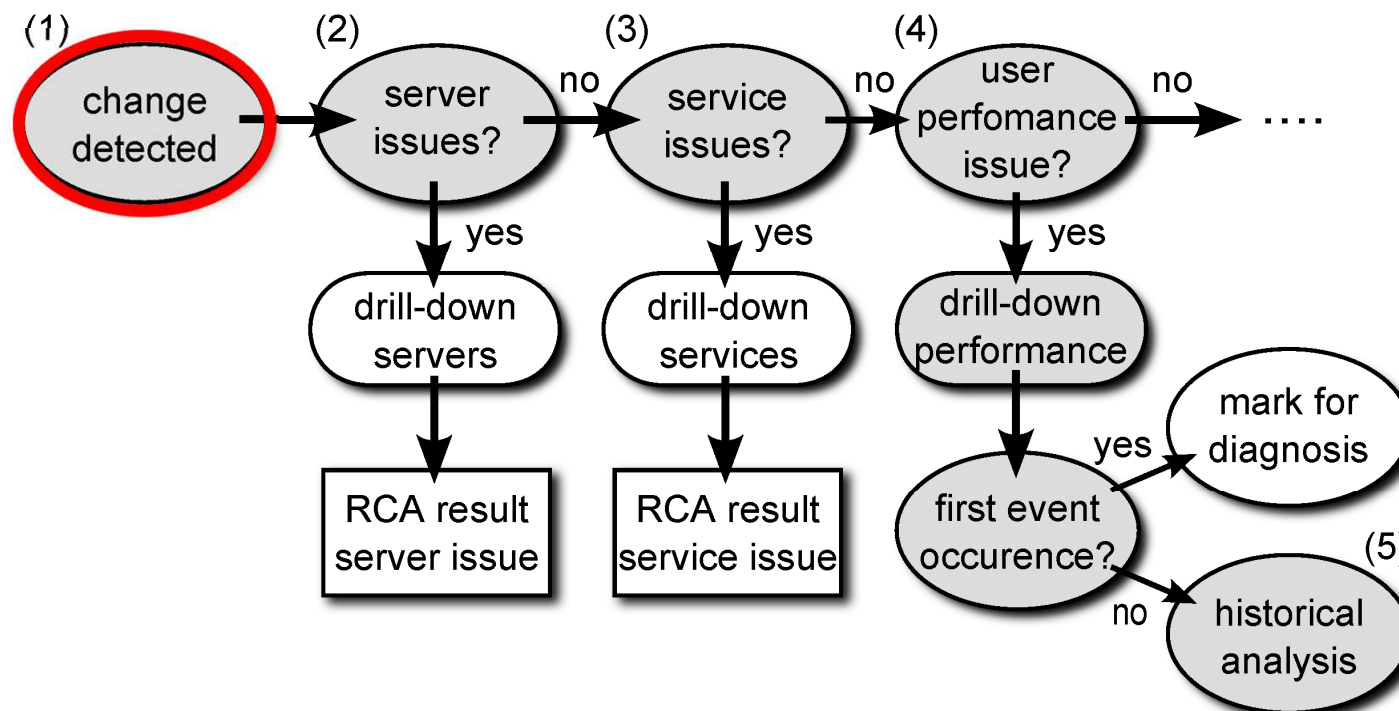 (1)
change
detected
(2)
server
issues?
no
(3)
service
issues?
no
(4)
user
perfomance
issue?
no
....
yes
yes
yes
drill-down
servers
drill-down
services
drill-down
performance
RCA result
server issue
RCA result
service issue
first event
occurence?
yes
mark for
diagnosis
no
(5)
historical
analysis